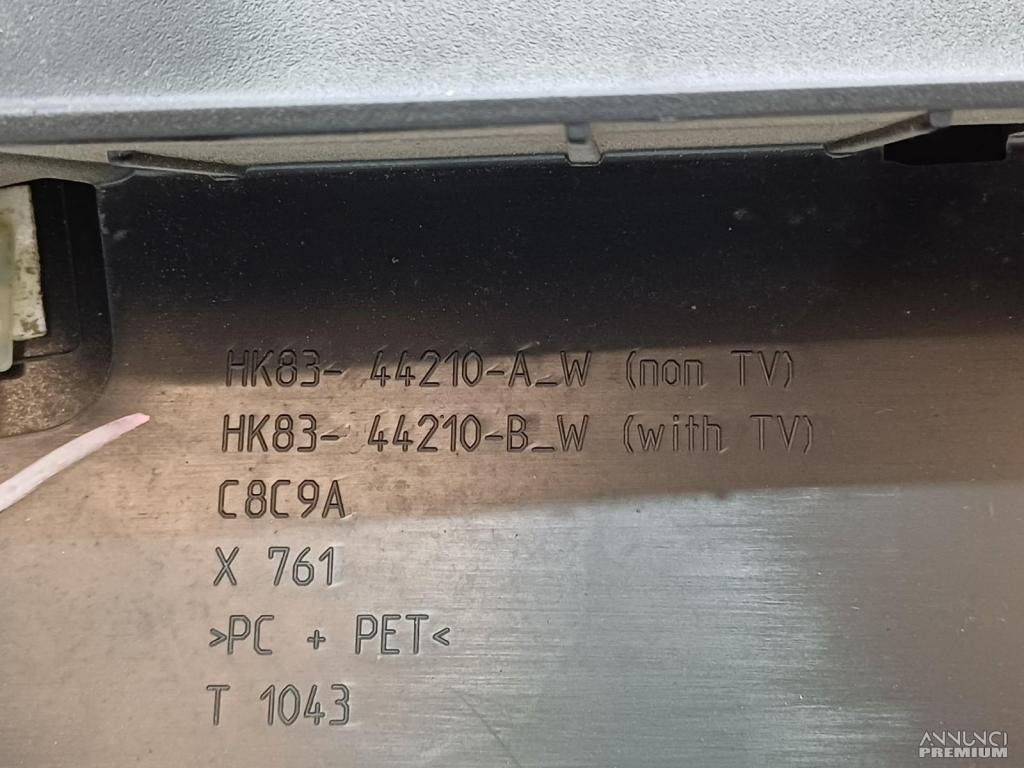 HK83- 44210-A_W (non TV)
HK83- 44210-B_W (with TV)
C8C9A
X 761
>PC + PET<
T 1043
ANNUNCI
PREMIUM